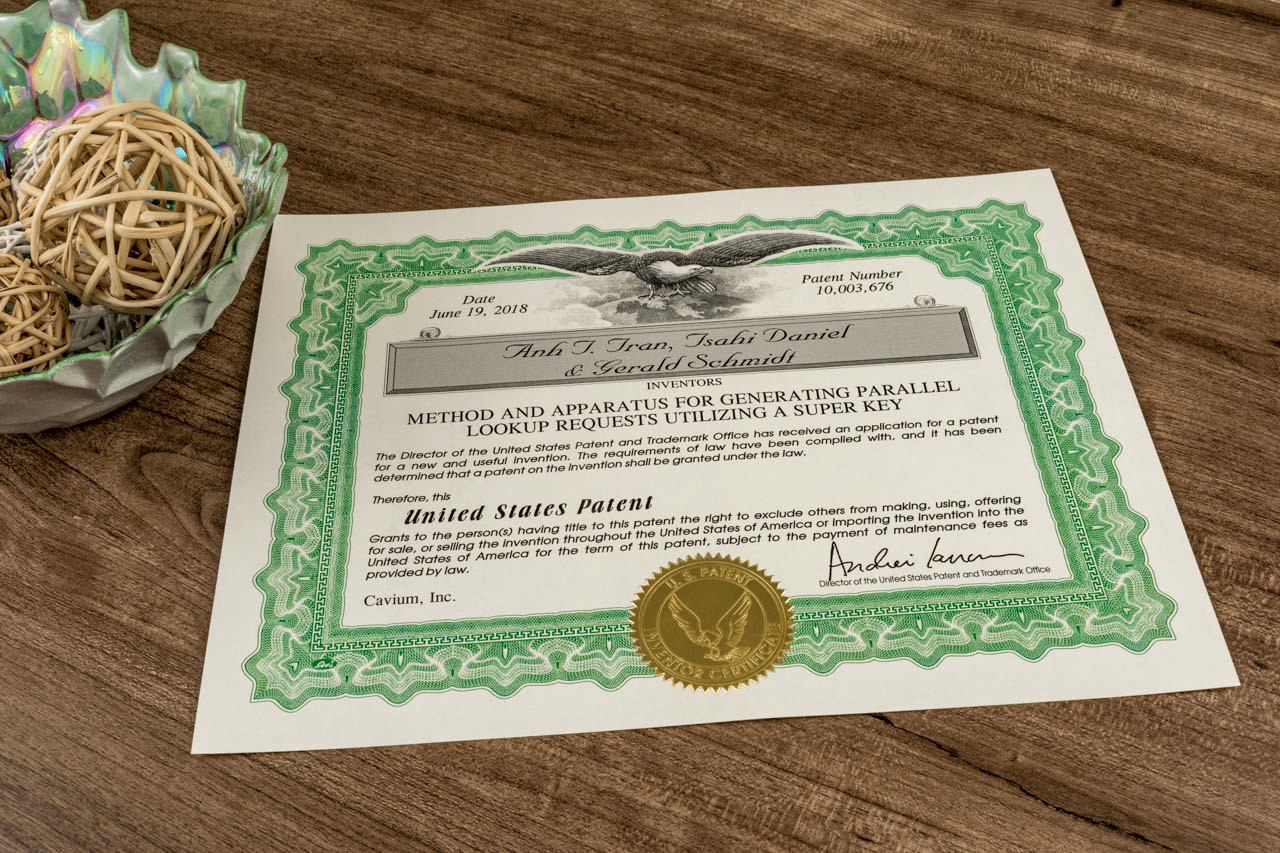 Date
June 19, 2018
Patent Number
10,003,676
Anh T. Tran, Tsahi Daniel
& Gerald Schmidt
INVENTORS
METHOD AND APPARATUS FOR GENERATING PARALLEL
LOOKUP REQUESTS UTILIZING A SUPER KEY
The Director of the United States Patent and Trademark Office has received an application for a patent
for a new and useful invention. The requirements of law have been complied with, and it has been
determined that a patent on the invention shall be granted under the law.
Therefore, this
United States Patent
Grants to the person(s) having title to this patent the right to exclude others from making, using, offering
for sale, or selling the invention throughout the United States of America or importing the invention into the
United States of America for the term of this patent, subject to the payment of maintenance fees as
provided by law.
Andrei Iancu
Director of the United States Patent and Trademark Office
Cavium, Inc.
U.S. PATENT
INVENTOR CERTIFICATE